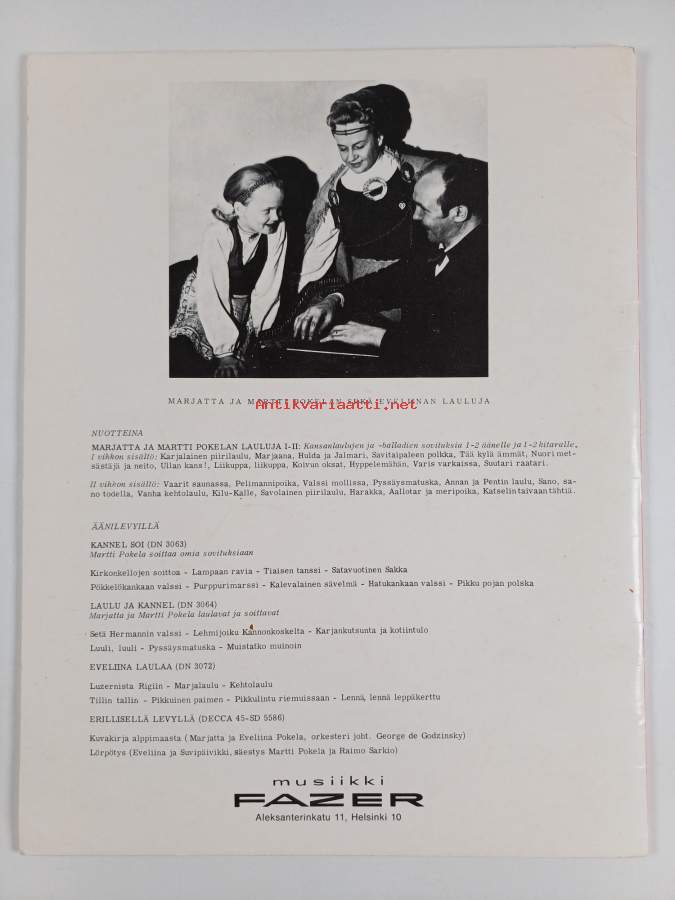 MARJATTA JA MARTTI POKELAN SEKÄ EVELIINAN LAULUJA
Antikvariaatti.net
NUOTTEINA
MARJATTA JA MARTTI POKELAN LAULUJA I-II: Kansanlaulujen ja -balladien sovituksia 1-2 äänelle ja 1-2 kitaralle.
I vihkon sisältö: Karjalainen piirilaulu, Marjaana, Hulda ja Jalmari, Savitaipaleen polkka, Tää kylä ämmät, Nuori met-
sästäjä ja neito, Ullan kans!, Liikuppa, liikuppa, Koivun oksat, Hyppelemähän, Varis varkaissa, Suutari raatari.
II vihkon sisältö: Vaarit saunassa, Pelimannipoika, Valssi mollissa, Pyssäysmatuska, Annan ja Pentin laulu, Sano, sa-
no todella, Vanha kehtolaulu, Kilu-Kalle, Savolainen piirilaulu, Harakka, Aallotar ja meripoika, Katselin taivaan tähtiä.
ÄÄNILEVYILLÄ
KANNEL SOI (DN 3063)
Martti Pokela soittaa omia sovituksiaan
Kirkonkellojen soittoa - Lampaan ravia - Tiaisen tanssi - Satavuotinen Sakka
Pökkelökankaan valssi - Purppurimarssi - Kalevalainen sävelmä - Hatukankaan valssi - Pikku pojan polska
LAULU JA KANNEL (DN 3064)
Marjatta ja Martti Pokela laulavat ja soittavat
Setä Hermannin valssi - Lehmijoiku Kannonkoskelta - Karjankutsunta ja kotiintulo
Luuli, luuli - Pyssäysmatuska - Muistatko muinoin
EVELIINA LAULAA (DN 3072)
Luzernista Rigiin - Marjalaulu - Kehtolaulu
Tillin tallin - Pikkuinen paimen - Pikkulintu riemuissaan - Lennä, lennä leppäkerttu
ERILLISELLÄ LEVYLLÄ (DECCA 45-SD 5586)
Kuvakirja alppimaasta (Marjatta ja Eveliina Pokela, orkesteri joht. George de Godzinsky)
Lörpötys (Eveliina ja Suvipäivikki, säestys Martti Pokela ja Raimo Sarkio)
musiikki
FAZER
Aleksanterinkatu 11, Helsinki 10